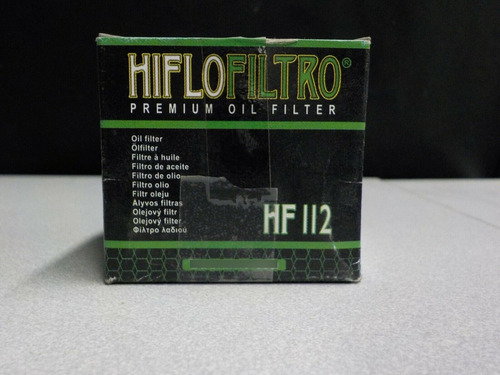 HIFLOFILTRO®
PREMIUM OIL FILTER
Oil filter
Ölfilter
Filtre à huile
Filtro de aceite
Filtro de olio
Filtro olio
Filtr oleju
Alyvos filtras
Olejový filtr
Olejový filter
Φίλτρο λαδιού
HF112